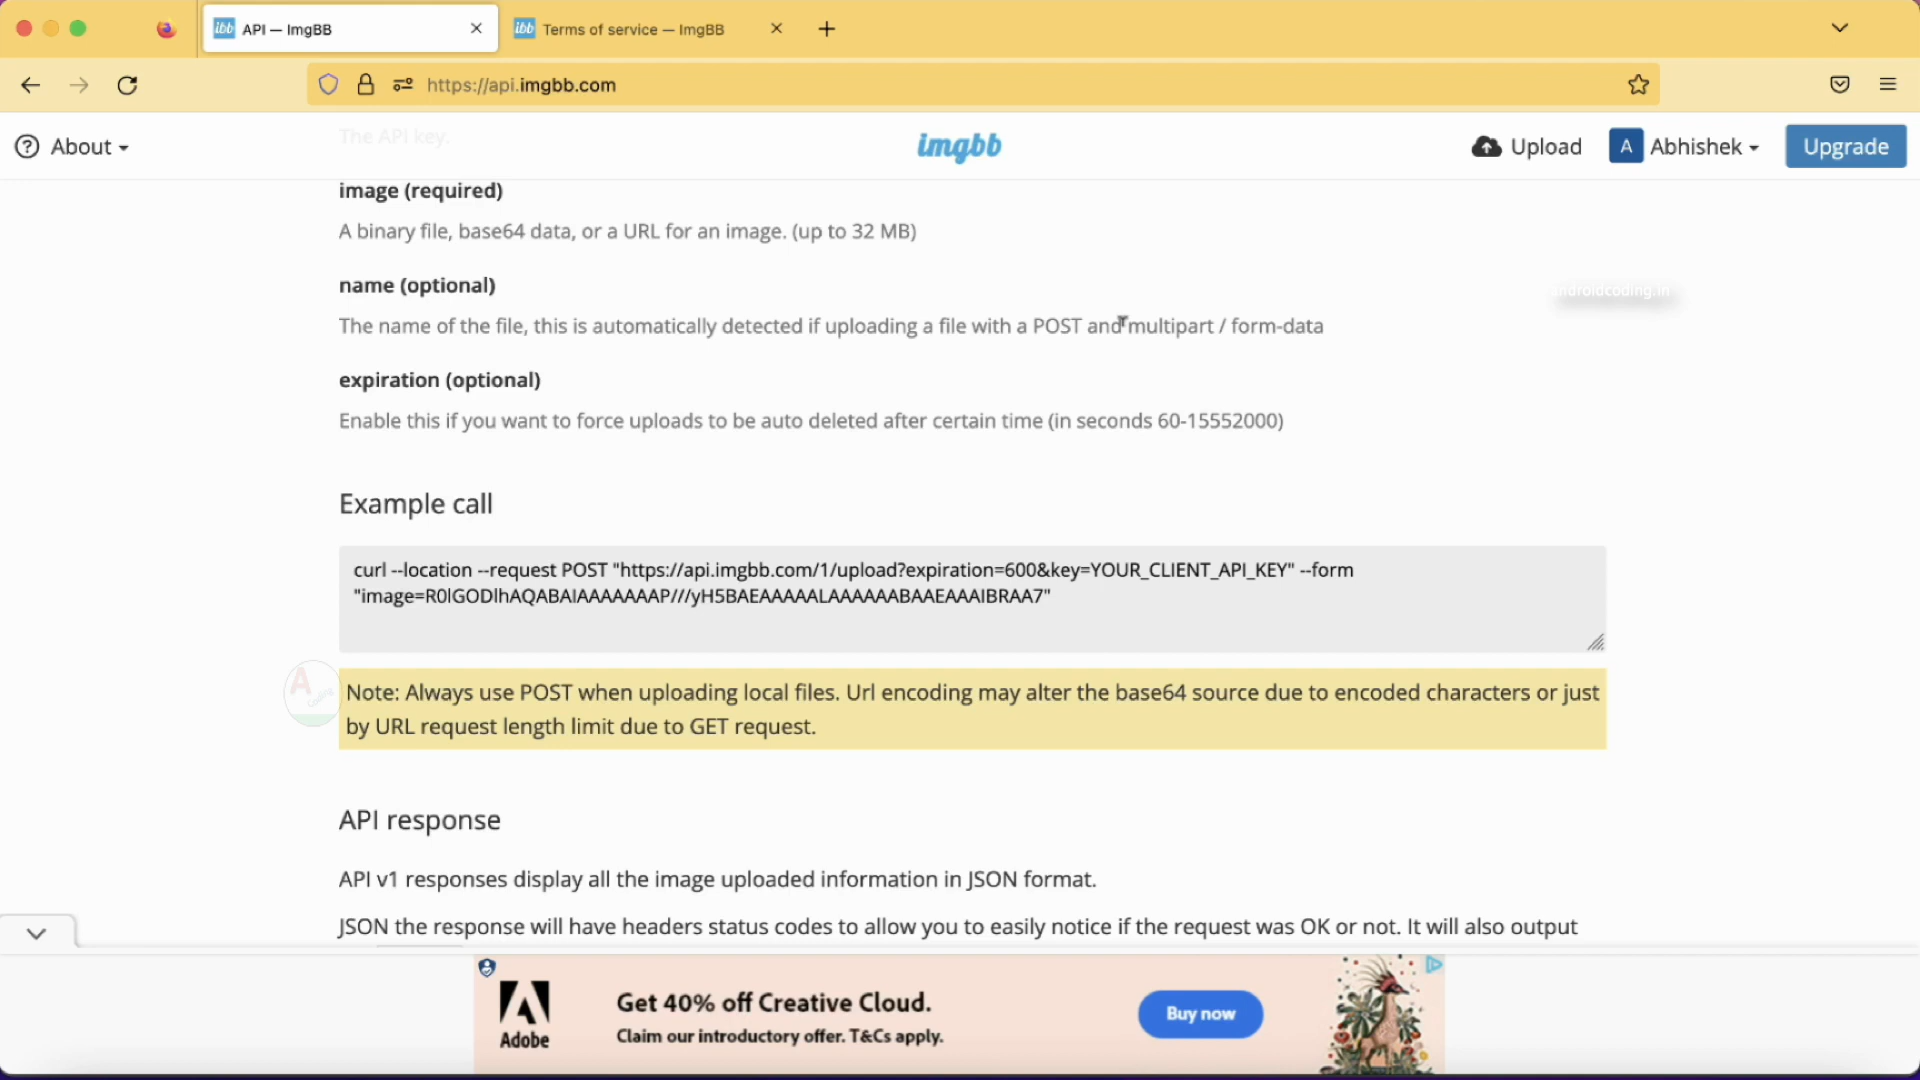 ibb API — ImgBB
ibb Terms of service — ImgBB
https://api.imgbb.com
About
The API key.
imgbb
Upload
A Abhishek
Upgrade
image (required)
A binary file, base64 data, or a URL for an image. (up to 32 MB)
name (optional)
androidcoding.in
The name of the file, this is automatically detected if uploading a file with a POST and multipart / form-data
expiration (optional)
Enable this if you want to force uploads to be auto deleted after certain time (in seconds 60-15552000)
Example call
curl --location --request POST "https://api.imgbb.com/1/upload?expiration=600&key=YOUR_CLIENT_API_KEY" --form
"image=R0lGODlhAQABAIAAAAAAAP///yH5BAEAAAAALAAAAAABAAEAAAIBRAA7"
A Coding
Note: Always use POST when uploading local files. Url encoding may alter the base64 source due to encoded characters or just
by URL request length limit due to GET request.
API response
API v1 responses display all the image uploaded information in JSON format.
JSON the response will have headers status codes to allow you to easily notice if the request was OK or not. It will also output
Adobe
Get 40% off Creative Cloud.
Claim our introductory offer. T&Cs apply.
Buy now